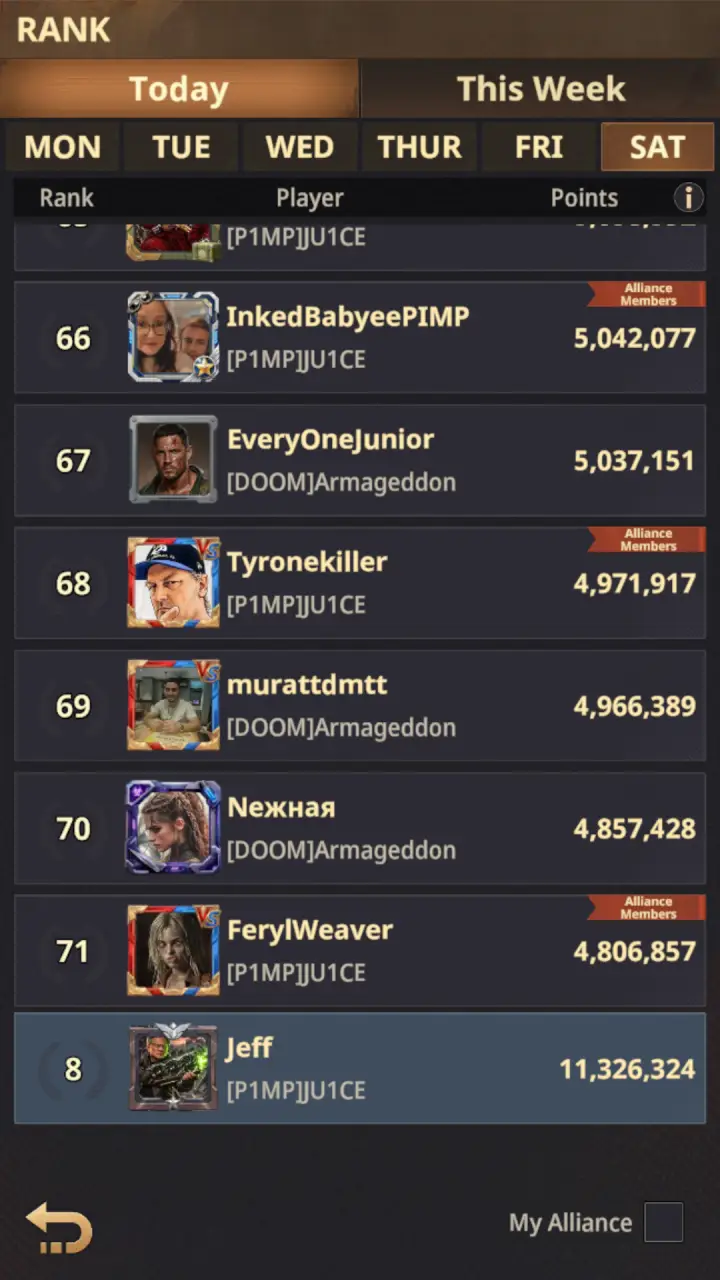 RANK
Today
This Week
MON TUE WED THUR FRI SAT
Rank Player Points
[P1MP]JU1CE
Alliance Members
66
InkedBabyeePIMP
[P1MP]JU1CE
5,042,077
67
EveryOneJunior
[DOOM]Armageddon
5,037,151
Alliance Members
68
Tyronekiller
[P1MP]JU1CE
4,971,917
69
murattdmtt
[DOOM]Armageddon
4,966,389
70
Neжная
[DOOM]Armageddon
4,857,428
Alliance Members
71
FerylWeaver
[P1MP]JU1CE
4,806,857
8
Jeff
[P1MP]JU1CE
11,326,324
My Alliance